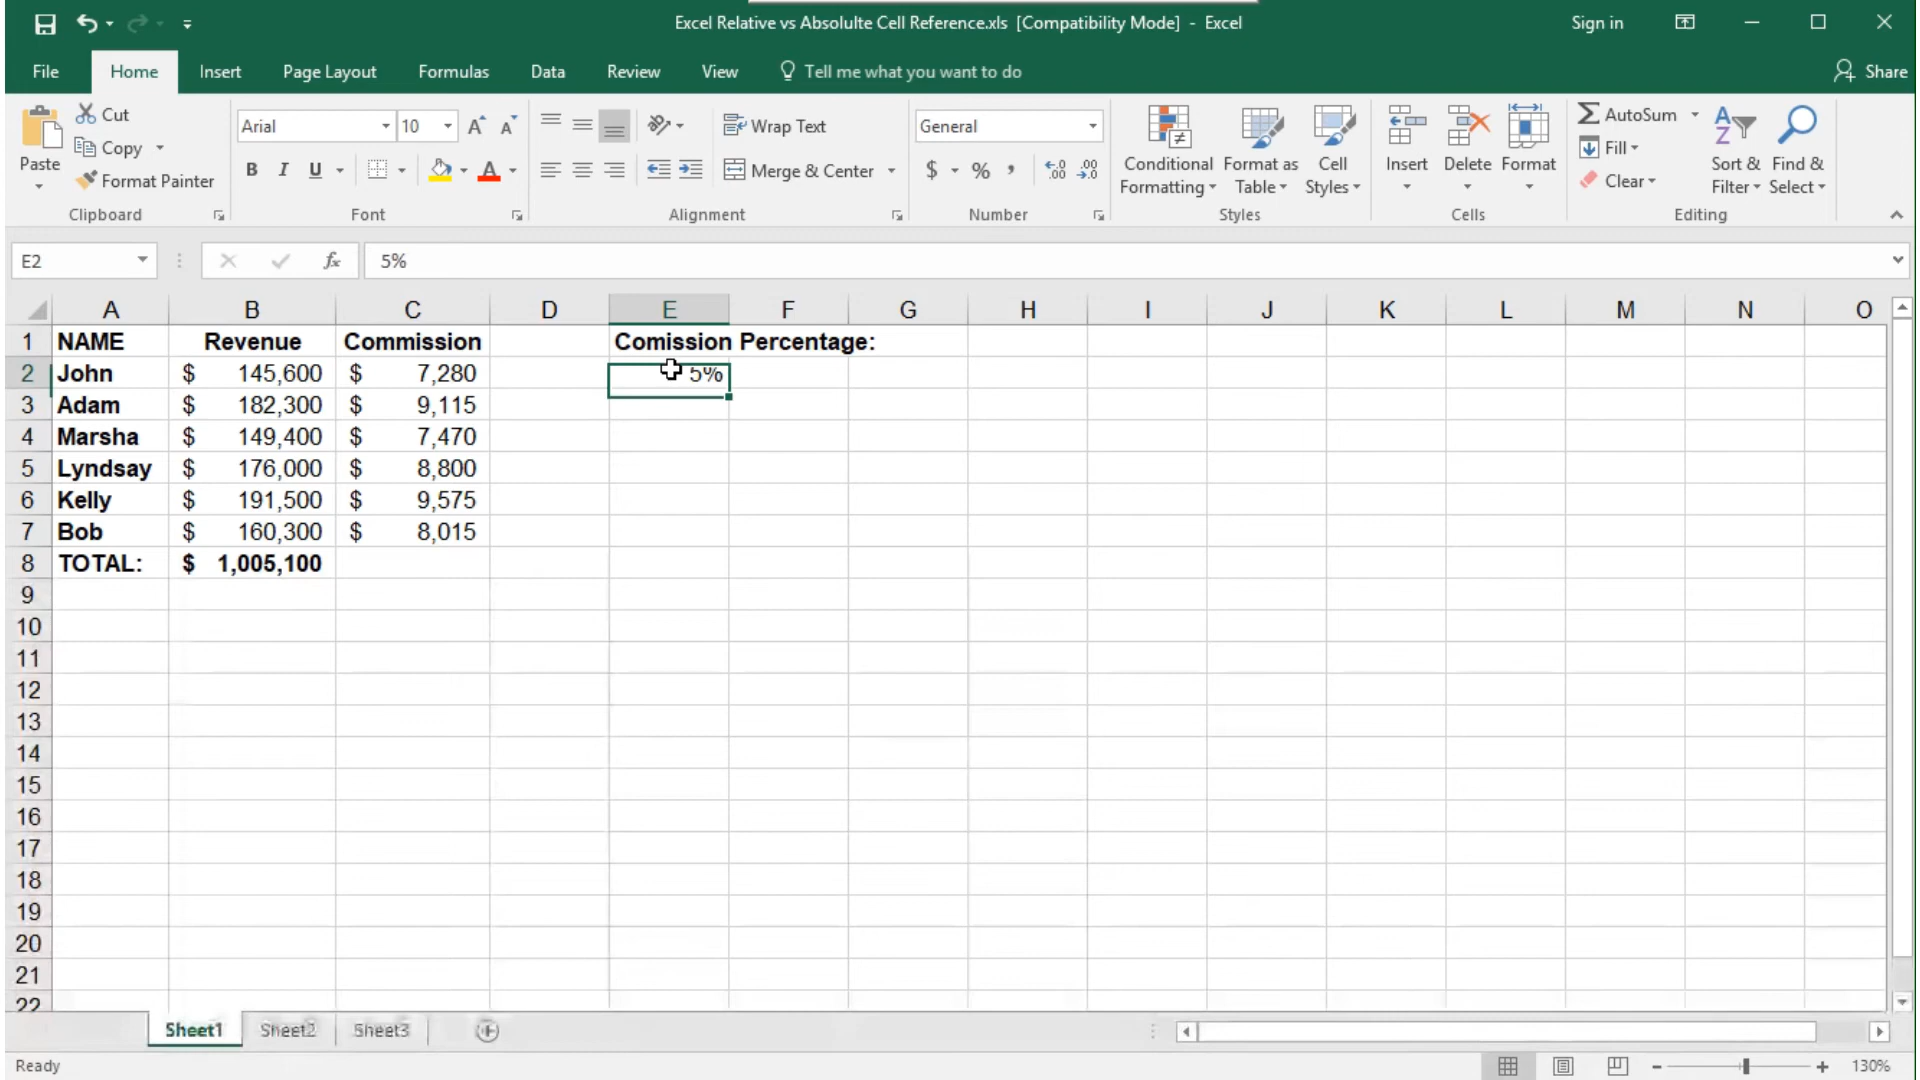 Excel Relative vs Absolulte Cell Reference.xls [Compatibility Mode] - Excel
Sign in
File Home Insert Page Layout Formulas Data Review View Tell me what you want to do Share
Paste
Cut
Copy
Format Painter
Clipboard
Arial 10
B I U A
Font
Wrap Text
Merge & Center
Alignment
General
$ % ,
Number
Conditional Formatting
Format as Table
Cell Styles
Styles
Insert Delete Format
Cells
AutoSum
Fill
Clear
Sort & Filter
Find & Select
Editing
E2 fx 5%
A B C D E F G H I J K L M N O
1 NAME Revenue Commission Comission Percentage:
2 John $ 145,600 $ 7,280 5%
3 Adam $ 182,300 $ 9,115
4 Marsha $ 149,400 $ 7,470
5 Lyndsay $ 176,000 $ 8,800
6 Kelly $ 191,500 $ 9,575
7 Bob $ 160,300 $ 8,015
8 TOTAL: $ 1,005,100
9
10
11
12
13
14
15
16
17
18
19
20
21
22
Sheet1 Sheet2 Sheet3
Ready 130%